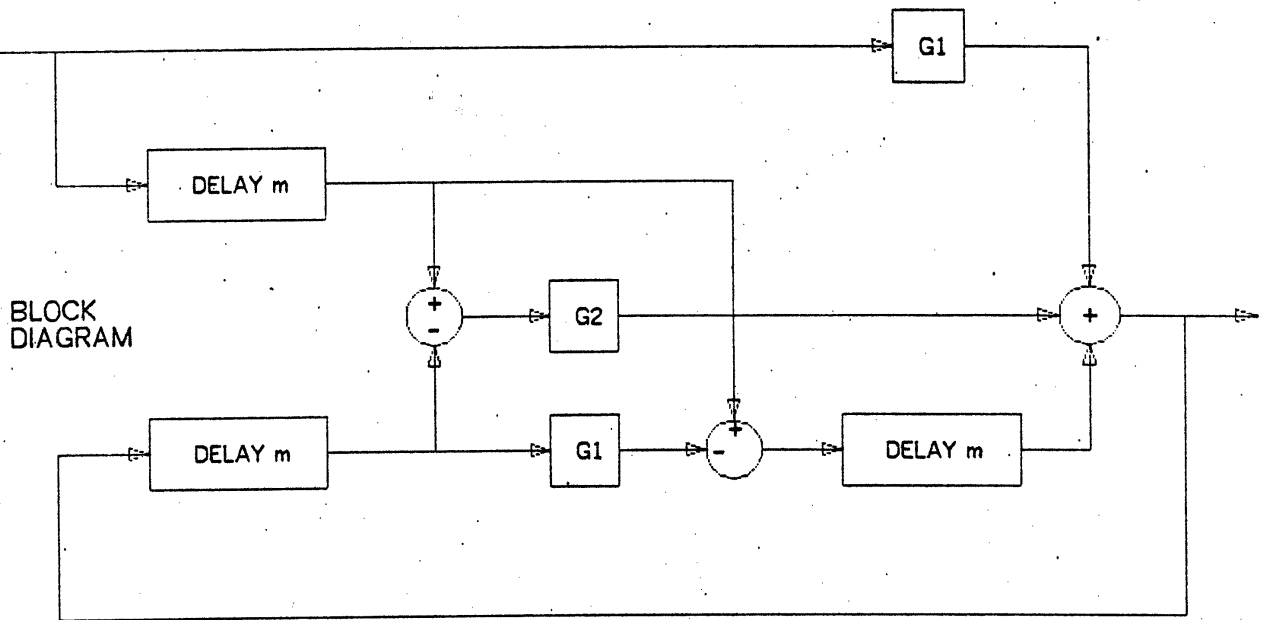 G1
DELAY m
+
-
G2
+
BLOCK
DIAGRAM
DELAY m
G1
+
-
DELAY m